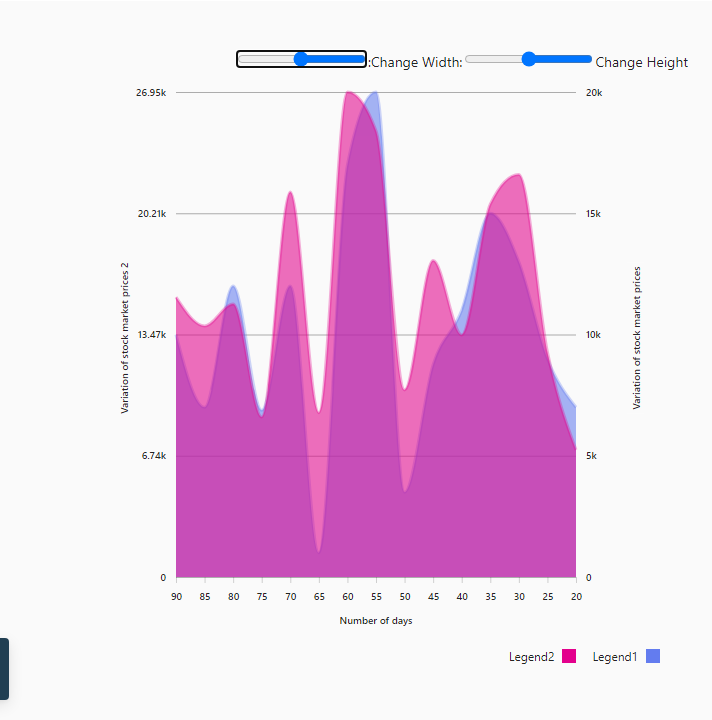 :Change Width: Change Height
26.95k 20k
20.21k 15k
Variation of stock market prices 2
Variation of stock market prices
13.47k 10k
6.74k 5k
0 0
90 85 80 75 70 65 60 55 50 45 40 35 30 25 20
Number of days
Legend2 Legend1